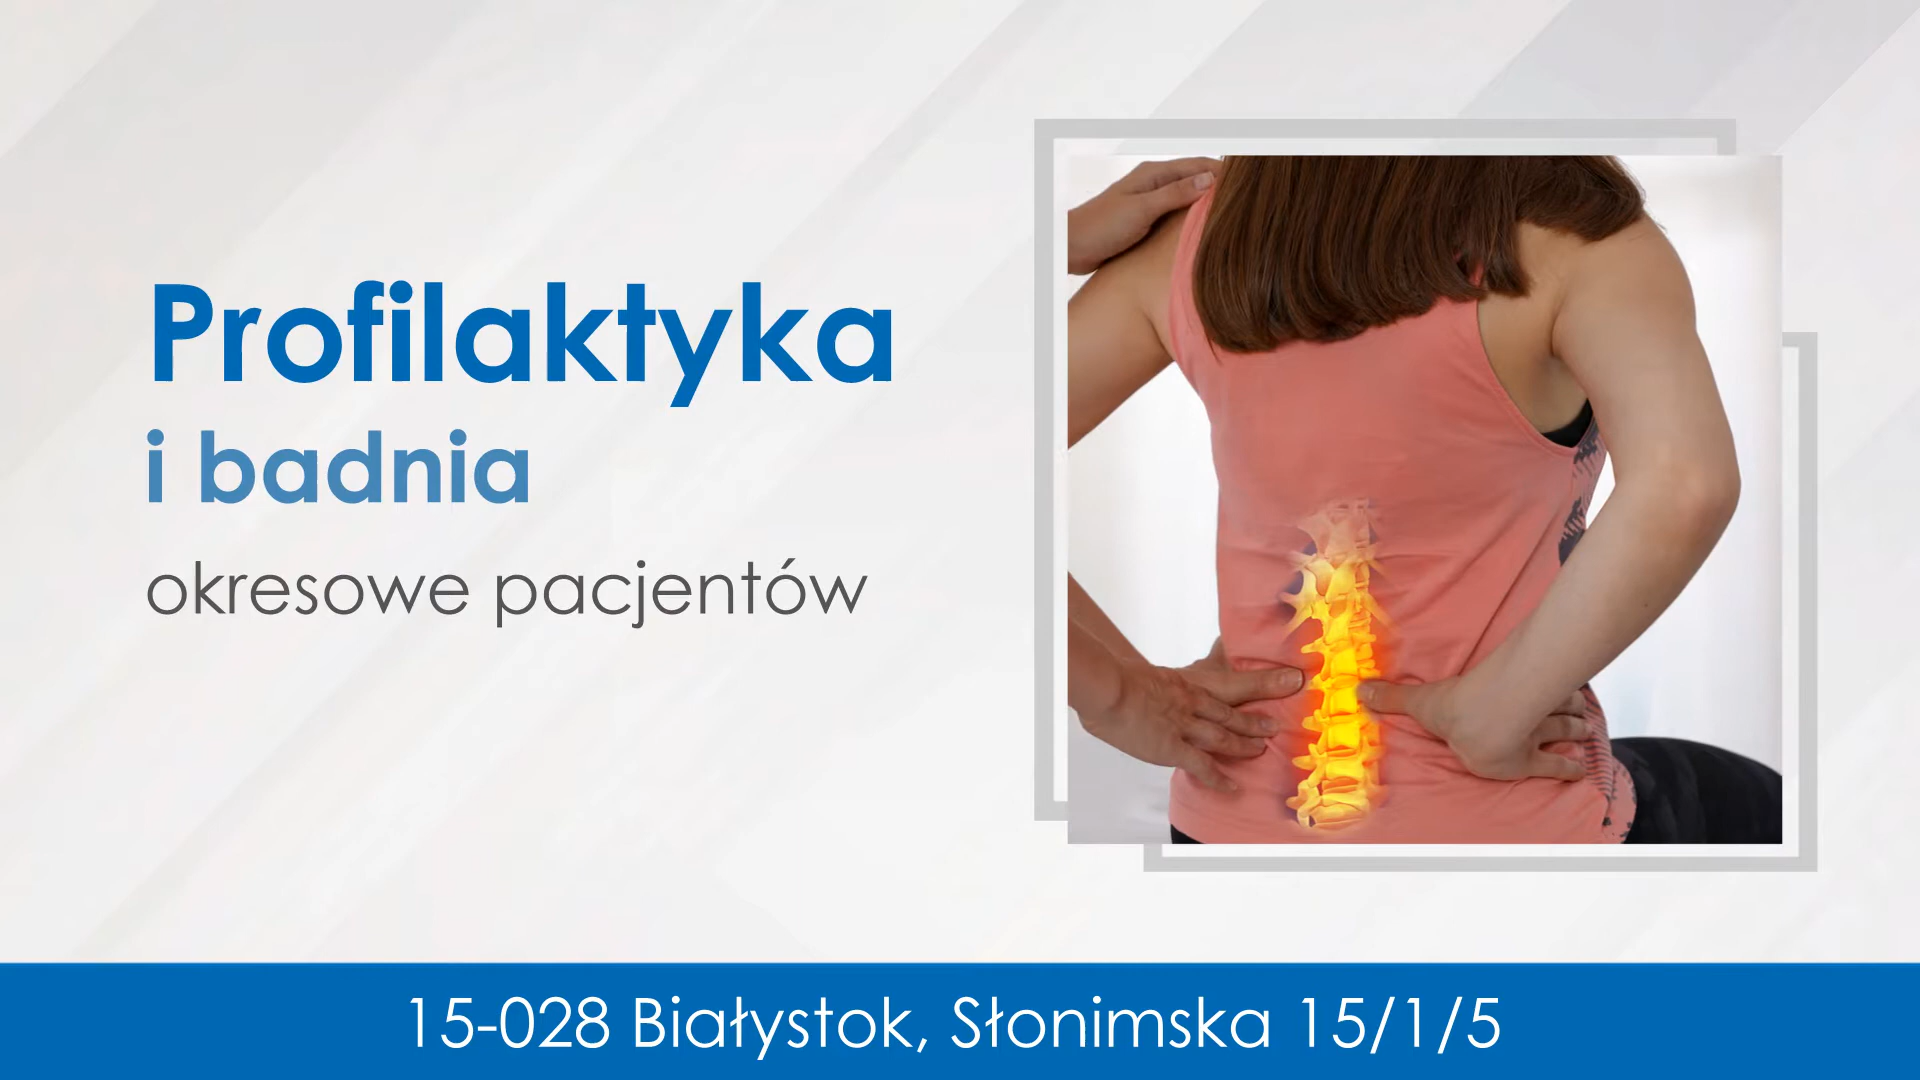 Profilaktyka
i badnia
okresowe pacjentów
15-028 Białystok, Słonimska 15/1/5